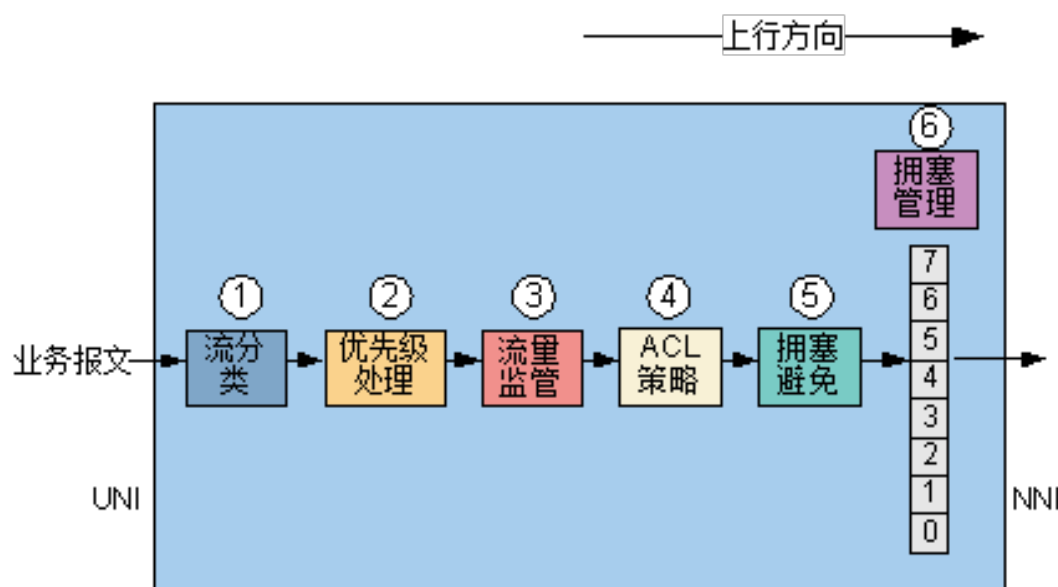 上行方向
⑥
拥塞
管理
7
6
5
4
3
2
1
0
①
流分
类
②
优先级
处理
③
流量
监管
④
ACL
策略
⑤
拥塞
避免
业务报文
UNI
NNI